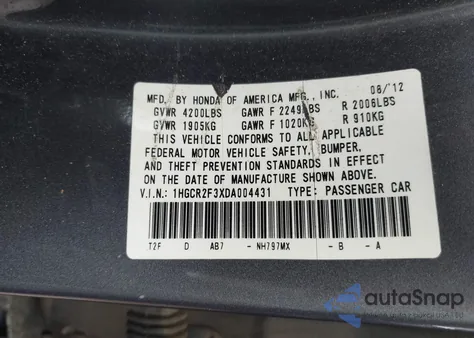 MFD. BY HONDA OF AMERICA MFG., INC. 08/'12
GVWR 4200LBS GAWR F 2249LBS R 2006LBS
GVWR 1905KG GAWR F 1020KG R 910KG
THIS VEHICLE CONFORMS TO ALL APPLICABLE
FEDERAL MOTOR VEHICLE SAFETY, BUMPER,
AND THEFT PREVENTION STANDARDS IN EFFECT
ON THE DATE OF MANUFACTURE SHOWN ABOVE.
V.I.N.: 1HGCR2F3XDA004431 TYPE: PASSENGER CAR
T2F D AB7 - NH797MX - B - A
autoSnap